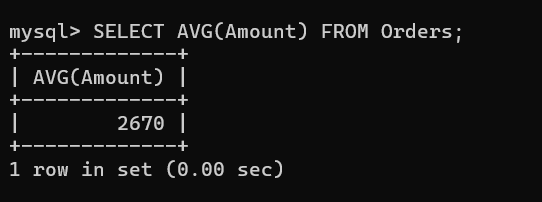 mysql> SELECT AVG(Amount) FROM Orders;
+-------------+
| AVG(Amount) |
+-------------+
|        2670 |
+-------------+
1 row in set (0.00 sec)